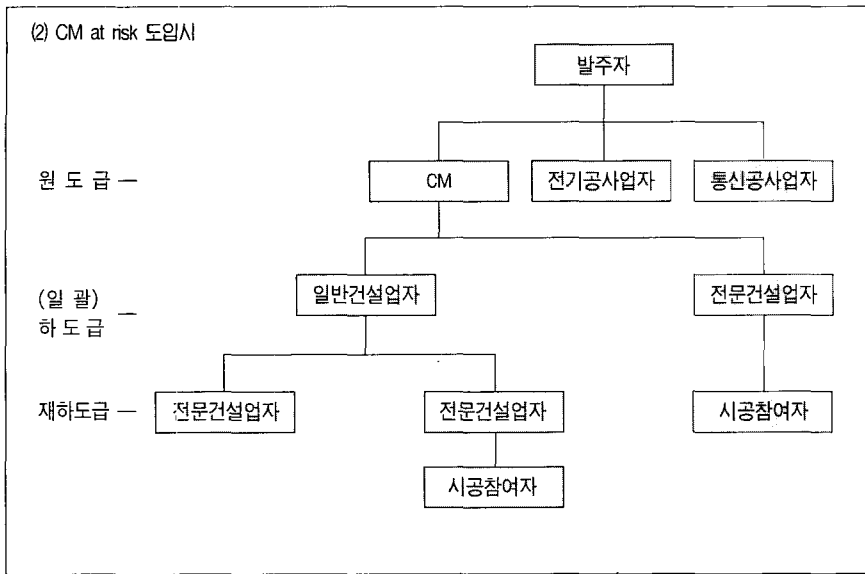 (2) CM at risk 도입시
발주자
원 도 급 —
CM
전기공사업자
통신공사업자
(일 괄)
하 도 급 —
일반건설업자
전문건설업자
재하도급 —
전문건설업자
전문건설업자
시공참여자
시공참여자